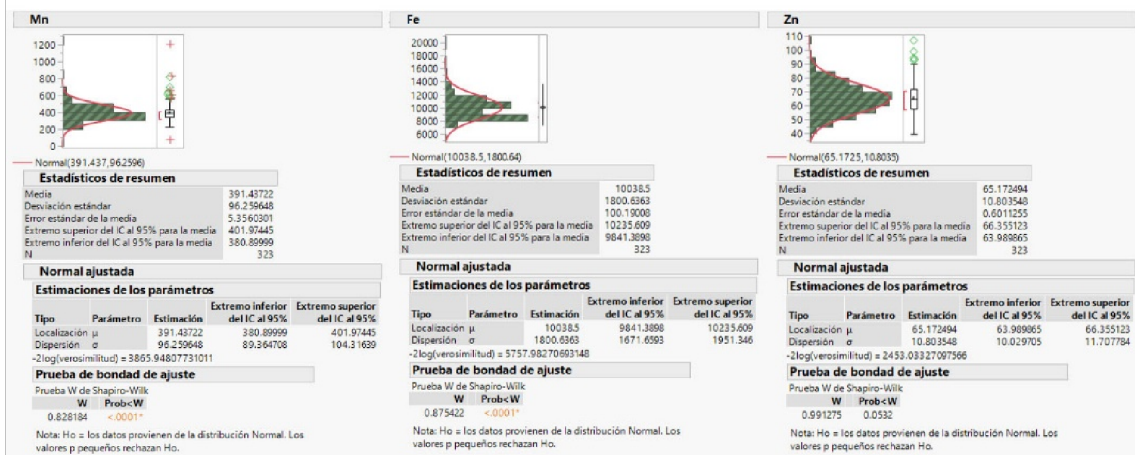 Mn
1200
1000
800
600
400
200
0
Normal(391.437,962596)
Estadísticos de resumen
Media 391.43722
Desviación estándar 96.259648
Error estándar de la media 5.3560301
Extremo superior del IC al 95% para la media 401.97445
Extremo inferior del IC al 95% para la media 380.89999
N 323
Normal ajustada
Estimaciones de los parámetros
Extremo inferior Extremo superior
Tipo Parámetro Estimación del IC al 95% del IC al 95%
Localización μ 391.43722 380.89999 401.97445
Dispersión σ 96.259648 89.364708 104.31639
-2log(verosimilitud) = 3865.94807731011
Prueba de bondad de ajuste
Prueba W de Shapiro-Wilk
W Prob<W
0.828184 <.0001*
Nota: Ho = los datos provienen de la distribución Normal. Los
valores p pequeños rechazan Ho.
Fe
20000
18000
16000
14000
12000
10000
8000
6000
Normal(10038.5,1800.64)
Estadísticos de resumen
Media 10038.5
Desviación estándar 1800.6363
Error estándar de la media 100.19008
Extremo superior del IC al 95% para la media 10235.609
Extremo inferior del IC al 95% para la media 9841.3898
N 323
Normal ajustada
Estimaciones de los parámetros
Extremo inferior Extremo superior
Tipo Parámetro Estimación del IC al 95% del IC al 95%
Localización μ 10038.5 9841.3898 10235.609
Dispersión σ 1800.6363 1671.6593 1951.346
-2log(verosimilitud) = 5757.98270693148
Prueba de bondad de ajuste
Prueba W de Shapiro-Wilk
W Prob<W
0.875422 <.0001*
Nota: Ho = los datos provienen de la distribución Normal. Los
valores p pequeños rechazan Ho.
Zn
110
100
90
80
70
60
50
40
Normal(65.1725,10.8035)
Estadísticos de resumen
Media 65.172494
Desviación estándar 10.803548
Error estándar de la media 0.6011255
Extremo superior del IC al 95% para la media 66.355123
Extremo inferior del IC al 95% para la media 63.989865
N 323
Normal ajustada
Estimaciones de los parámetros
Extremo inferior Extremo superior
Tipo Parámetro Estimación del IC al 95% del IC al 95%
Localización μ 65.172494 63.989865 66.355123
Dispersión σ 10.803548 10.029705 11.707784
-2log(verosimilitud) = 2453.03327097566
Prueba de bondad de ajuste
Prueba W de Shapiro-Wilk
W Prob<W
0.991275 0.0532
Nota: Ho = los datos provienen de la distribución Normal. Los
valores p pequeños rechazan Ho.